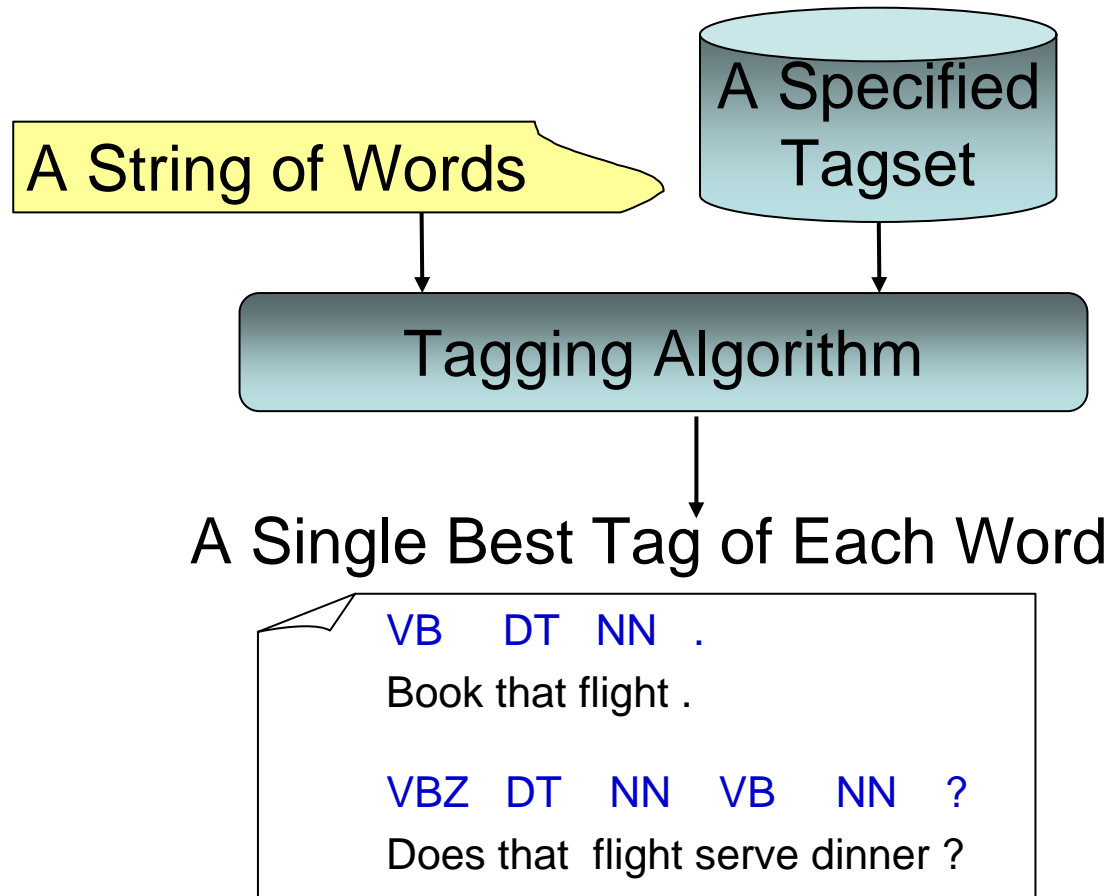 A String of Words
A Specified
Tagset
Tagging Algorithm
A Single Best Tag of Each Word
VB DT NN .
Book that flight .
VBZ DT NN VB NN ?
Does that flight serve dinner ?